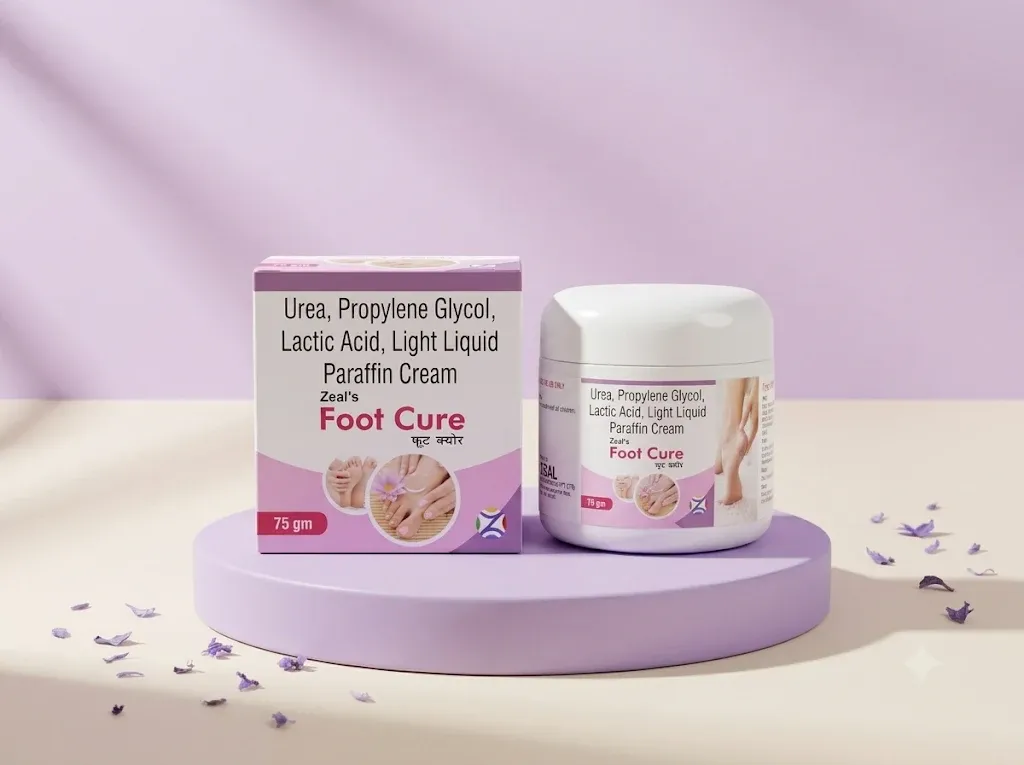 Urea, Propylene Glycol,
Lactic Acid, Light Liquid
Paraffin Cream
Zeal's
Foot Cure
फुट क्योर
75 gm
Urea, Propylene Glycol,
Lactic Acid, Light Liquid
Paraffin Cream
Zeal's
Foot Cure
फुट क्योर
75 gm